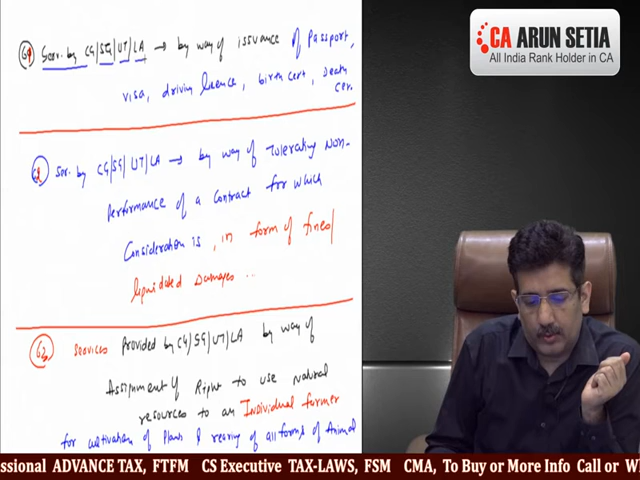 61 Ser. by CG/SG/UT/LA → by way of issuance of Passport,
visa, driving licence, birth cert, Death
cer.
62 Ser. by CG/SG/UT/LA → by way of Tolerating Non-
Performance of a Contract for which
Consideration is, in form of fines/
liquidated Damages ...
63 Services Provided by CG/SG/UT/LA by way of
Assignment of Right to use Natural
resources to an Individual farmer
for cultivation of Plants & rearing of all forms of Animal
CA ARUN SETIA
All India Rank Holder in CA
essional ADVANCE TAX, FTFM CS Executive TAX-LAWS, FSM CMA, To Buy or More Info Call or W